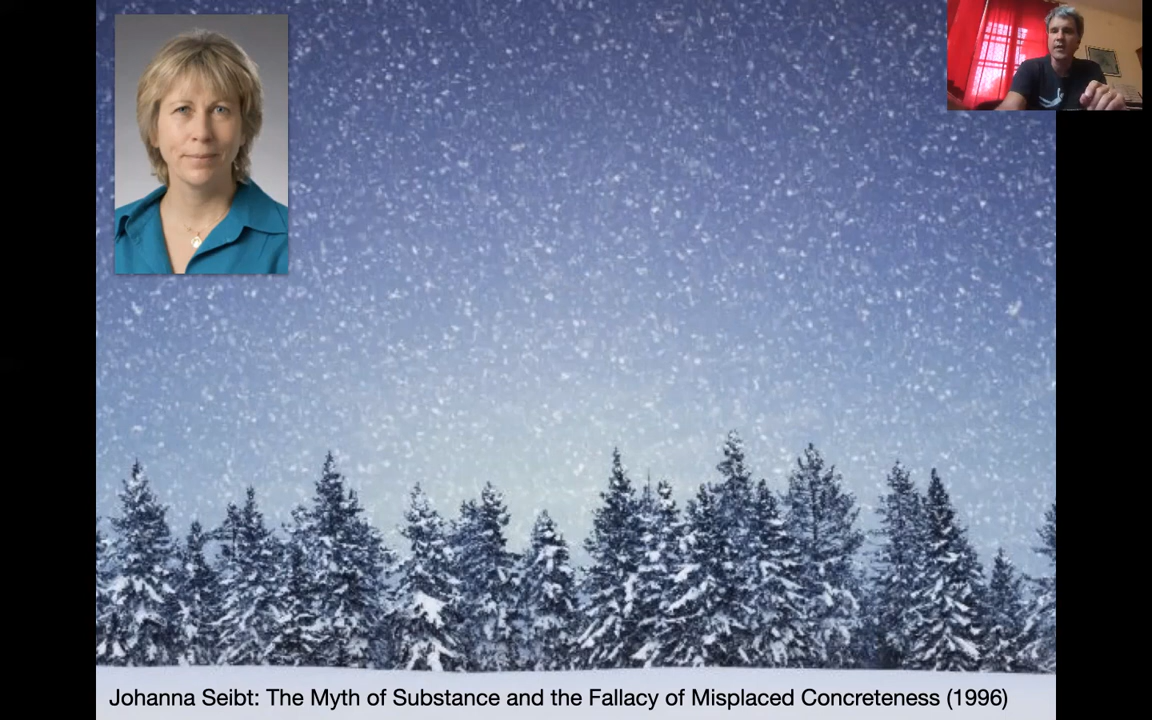 Johanna Seibt: The Myth of Substance and the Fallacy of Misplaced Concreteness (1996)